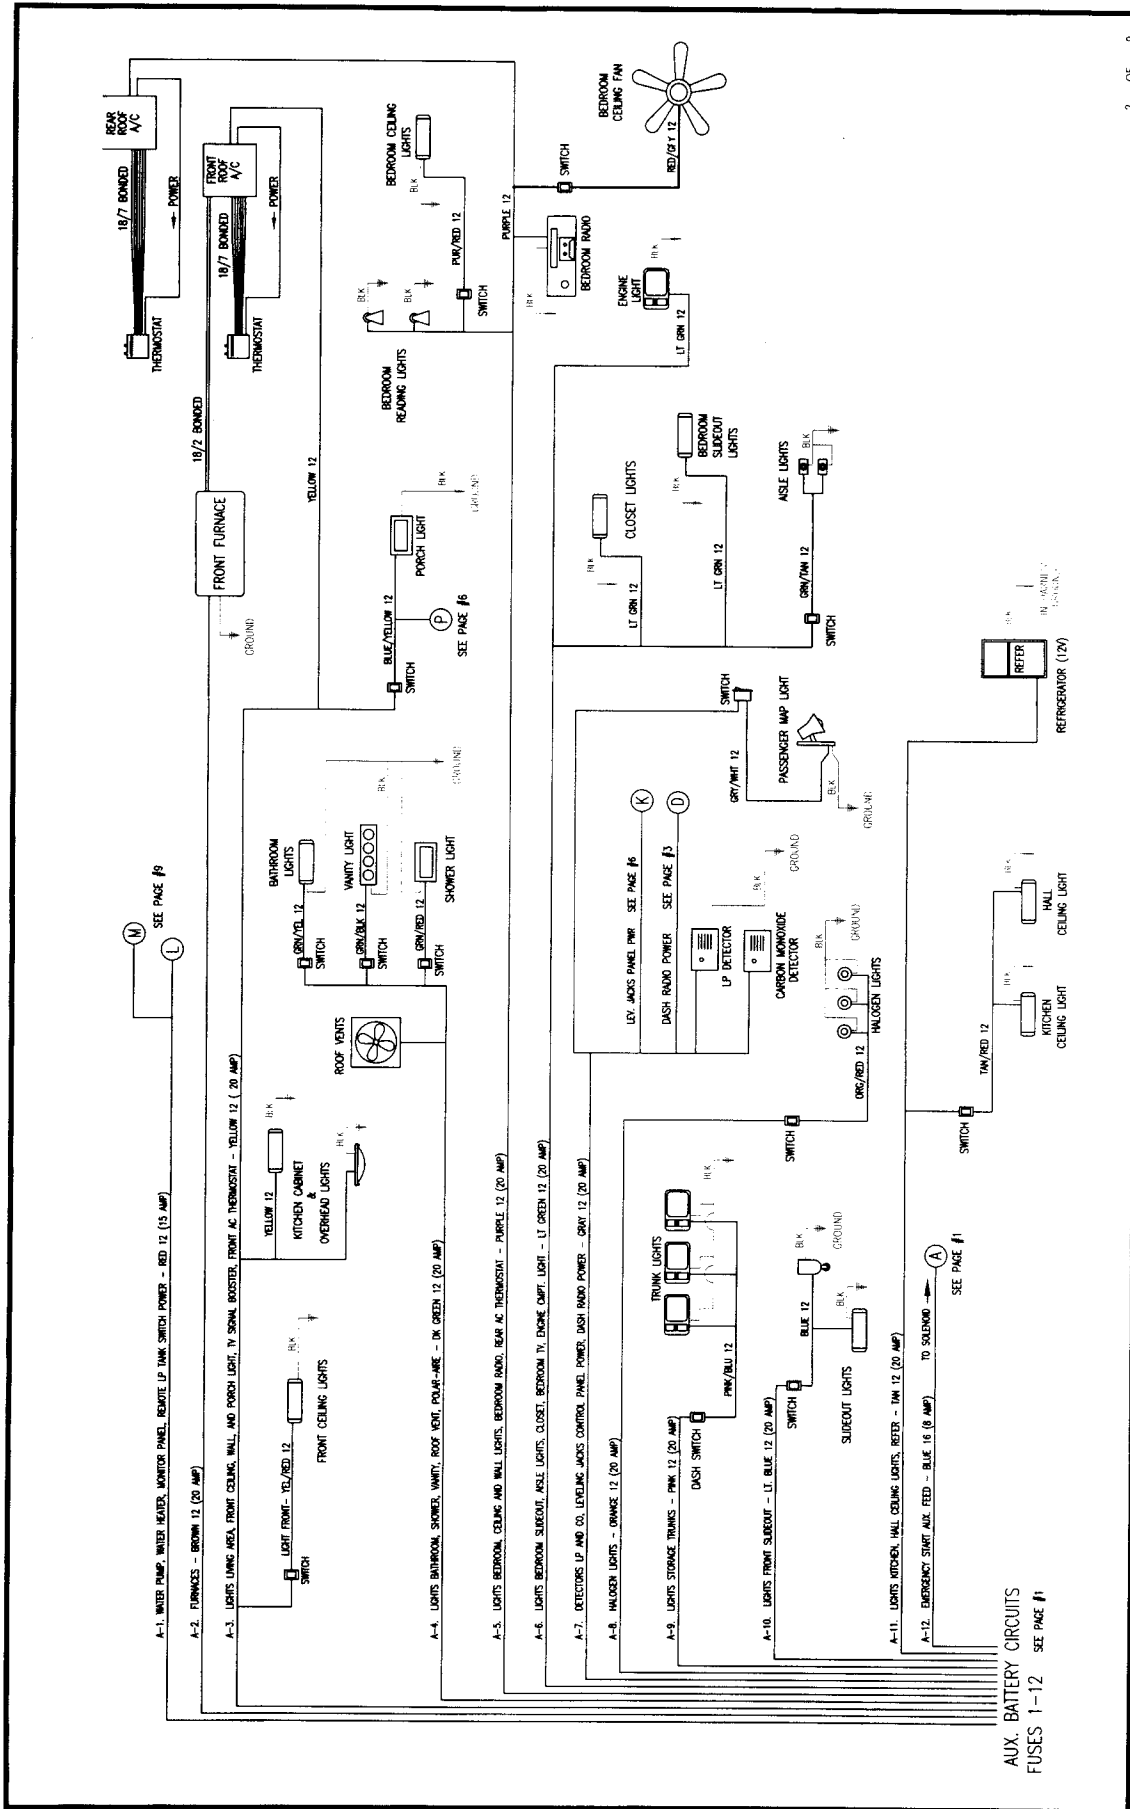 REAR
ROOF
A/C
18/7 BONDED
POWER
THERMOSTAT
FRONT
ROOF
A/C
18/7 BONDED
POWER
THERMOSTAT
18/2 BONDED
FRONT FURNACE
GROUND
YELLOW 12
M
SEE PAGE #9
L
A-1. WATER PUMP, WATER HEATER, MONITOR PANEL, REMOTE LP TANK SWITCH POWER - RED 12 (15 AMP)
A-2. FURNACES - BROWN 12 (20 AMP)
A-3. LIGHTS LIVING AREA, FRONT CEILING, WALL, AND PORCH LIGHT, TV SIGNAL BOOSTER, FRONT AC THERMOSTAT - YELLOW 12 ( 20 AMP)
LIGHT FRONT- YEL/RED 12
SWITCH
BLK
FRONT CEILING LIGHTS
YELLOW 12
BLK
KITCHEN CABINET
&
OVERHEAD LIGHTS
BLK
BLUE/YELLOW 12
SWITCH
PORCH LIGHT
BLK
GROUND
P
SEE PAGE #6
A-4. LIGHTS BATHROOM, SHOWER, VANITY, ROOF VENT, POLAR-AIRE - DK GREEN 12 (20 AMP)
ROOF VENTS
BATHROOM
LIGHTS
GRN/YEL 12
SWITCH
VANITY LIGHT
GRN/BLK 12
SWITCH
GRN/RED 12
SWITCH
SHOWER LIGHT
BLK
GROUND
A-5. LIGHTS BEDROOM, CEILING AND WALL LIGHTS, BEDROOM RADIO, REAR AC THERMOSTAT - PURPLE 12 (20 AMP)
BEDROOM
READING LIGHTS
BLK
BLK
BEDROOM CEILING
LIGHTS
BLK
PUR/RED 12
SWITCH
PURPLE 12
BEDROOM RADIO
BLK
SWITCH
RED/GRY 12
BEDROOM
CEILING FAN
A-6. LIGHTS BEDROOM SLIDEOUT, AISLE LIGHTS, CLOSET, BEDROOM TV, ENGINE CMPT. LIGHT - LT GREEN 12 (20 AMP)
ENGINE
LIGHT
BLK
LT GRN 12
CLOSET LIGHTS
BLK
LT GRN 12
BEDROOM
SLIDEOUT
LIGHTS
BLK
LT GRN 12
AISLE LIGHTS
BLK
GRN/TAN 12
SWITCH
A-7. DETECTORS LP AND CO, LEVELING JACKS CONTROL PANEL POWER, DASH RADIO POWER - GRAY 12 (20 AMP)
LEV. JACKS PANEL PWR SEE PAGE #6
K
DASH RADIO POWER SEE PAGE #3
D
LP DETECTOR
CARBON MONOXIDE
DETECTOR
BLK
GROUND
SWITCH
GRY/WHT 12
PASSENGER MAP LIGHT
BLK
GROUND
A-8. HALOGEN LIGHTS - ORANGE 12 (20 AMP)
SWITCH
ORG/RED 12
HALOGEN LIGHTS
BLK
GROUND
A-9. LIGHTS STORAGE TRUNKS - PINK 12 (20 AMP)
DASH SWITCH
PINK/BLU 12
TRUNK LIGHTS
BLK
A-10. LIGHTS FRONT SLIDEOUT - LT. BLUE 12 (20 AMP)
SWITCH
BLUE 12
BLK
GROUND
SLIDEOUT LIGHTS
BLK
A-11. LIGHTS KITCHEN, HALL CEILING LIGHTS, REFER - TAN 12 (20 AMP)
SWITCH
TAN/RED 12
KITCHEN
CEILING LIGHT
BLK
HALL
CEILING LIGHT
BLK
REFER
REFRIGERATOR (12V)
BLK
GROUND
A-12. EMERGENCY START AUX. FEED - BLUE 16 (8 AMP) TO SOLENOID
A
SEE PAGE #1
AUX. BATTERY CIRCUITS
FUSES 1-12 SEE PAGE #1